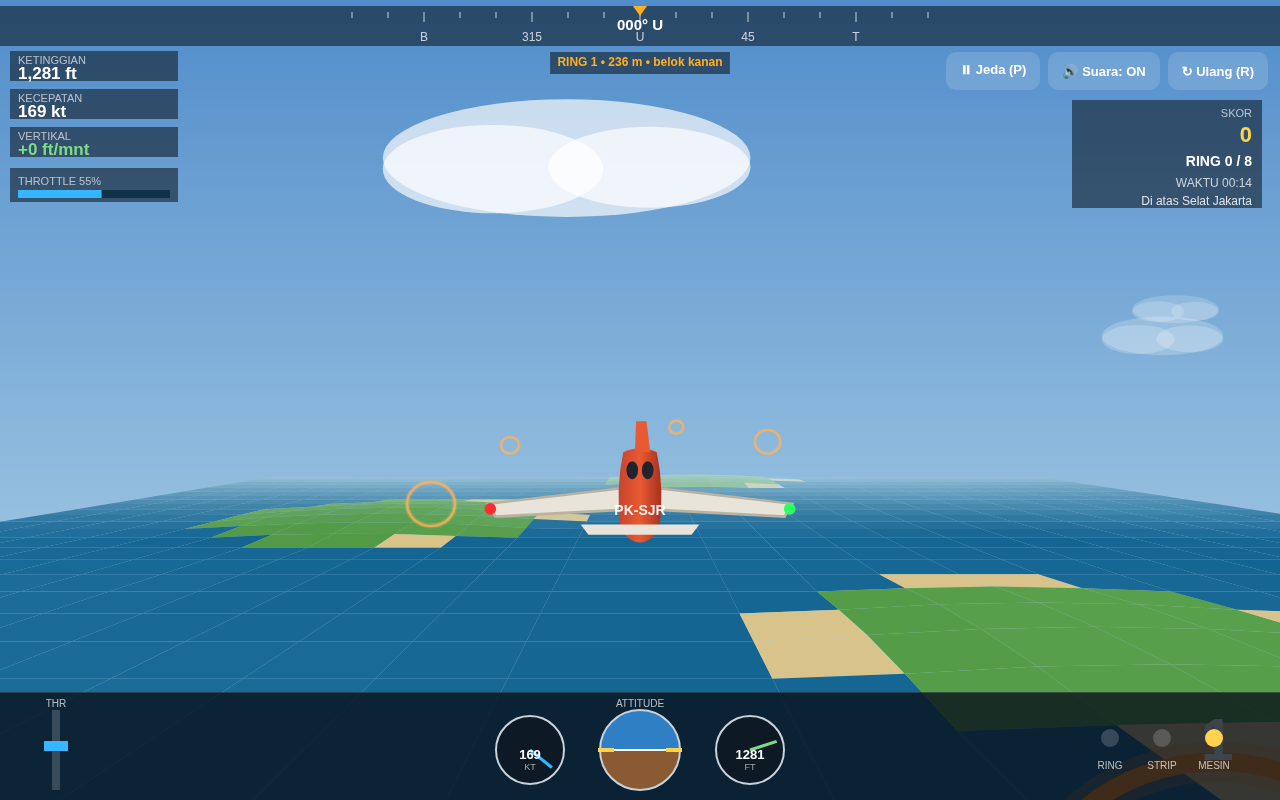 000° U
B 315 U 45 T
KETINGGIAN
1,281 ft
KECEPATAN
169 kt
VERTIKAL
+0 ft/mnt
THROTTLE 55%
RING 1 • 236 m • belok kanan
⏸ Jeda (P)
🔊 Suara: ON
↻ Ulang (R)
SKOR
0
RING 0 / 8
WAKTU 00:14
Di atas Selat Jakarta
PK-SJR
THR
169
KT
ATTITUDE
1281
FT
1
RING STRIP MESIN